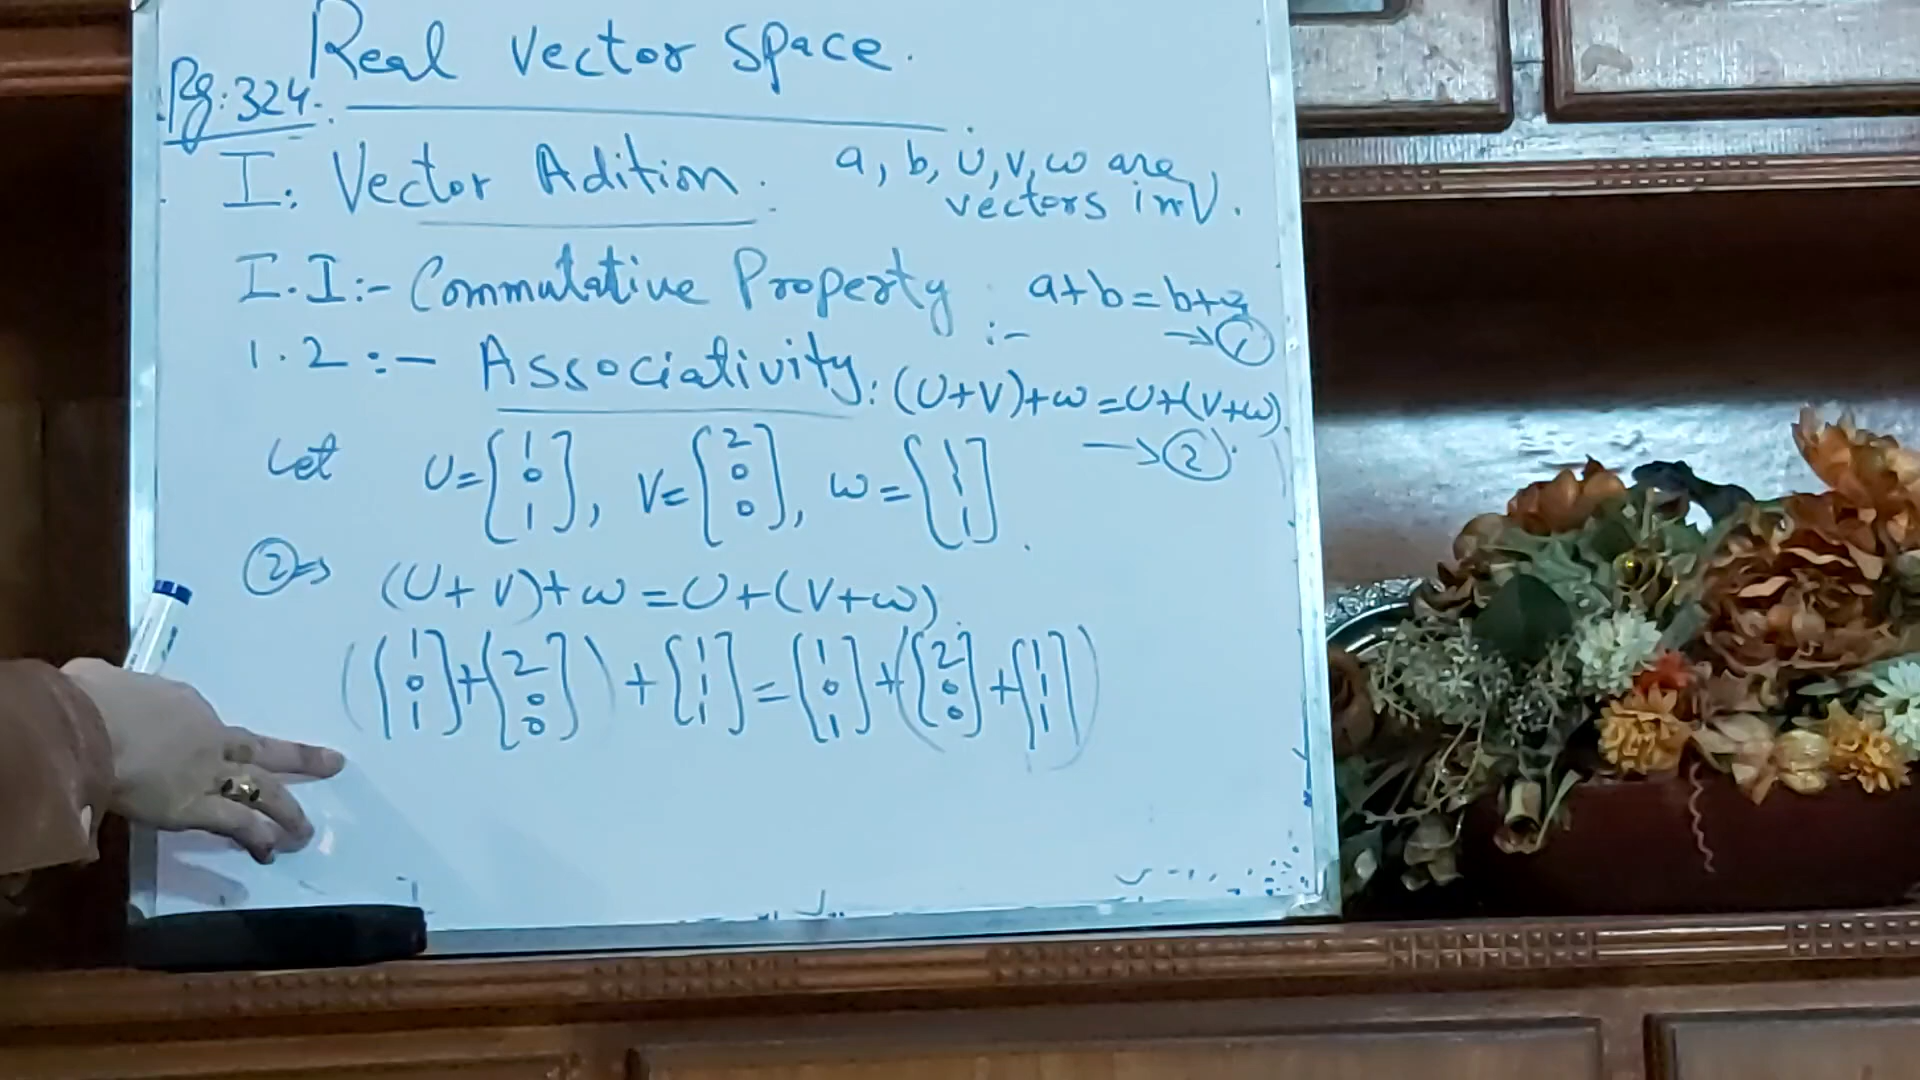 Real Vector Space.
Pg: 324.
I: Vector Adition. a, b, U, V, w are
vectors in V.
I.I:- Commutative Property :- a+b=b+a
→ ①
1.2 :- Associativity: (U+V)+w=U+(V+w)
→ ②
Let U=[1 0 1], V=[2 0 0], w=[1 1 1].
②⇒ (U+V)+w=U+(V+w).
([1 0 1]+[2 0 0])+[1 1 1]=[1 0 1]+([2 0 0]+[1 1 1])